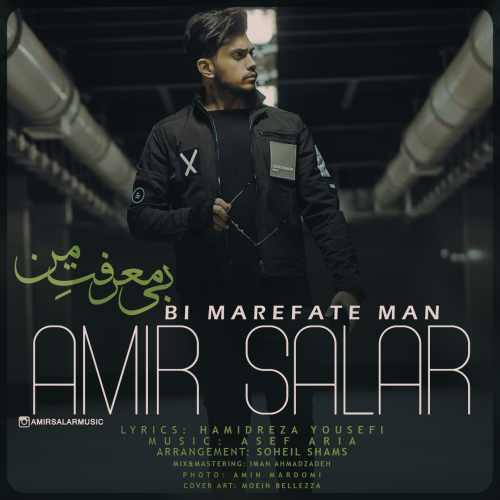 بی معرفتِ من
BI MAREFATE MAN
AMIR SALAR
AMIRSALARMUSIC
LYRICS: HAMIDREZA YOUSEFI
MUSIC: ASEF ARIA
ARRANGEMENT: SOHEIL SHAMS
MIX&MASTERING: IMAN AHMADZADEH
PHOTO: AMIN MARDOMI
COVER ART: MOEIN BELLEZZA
X